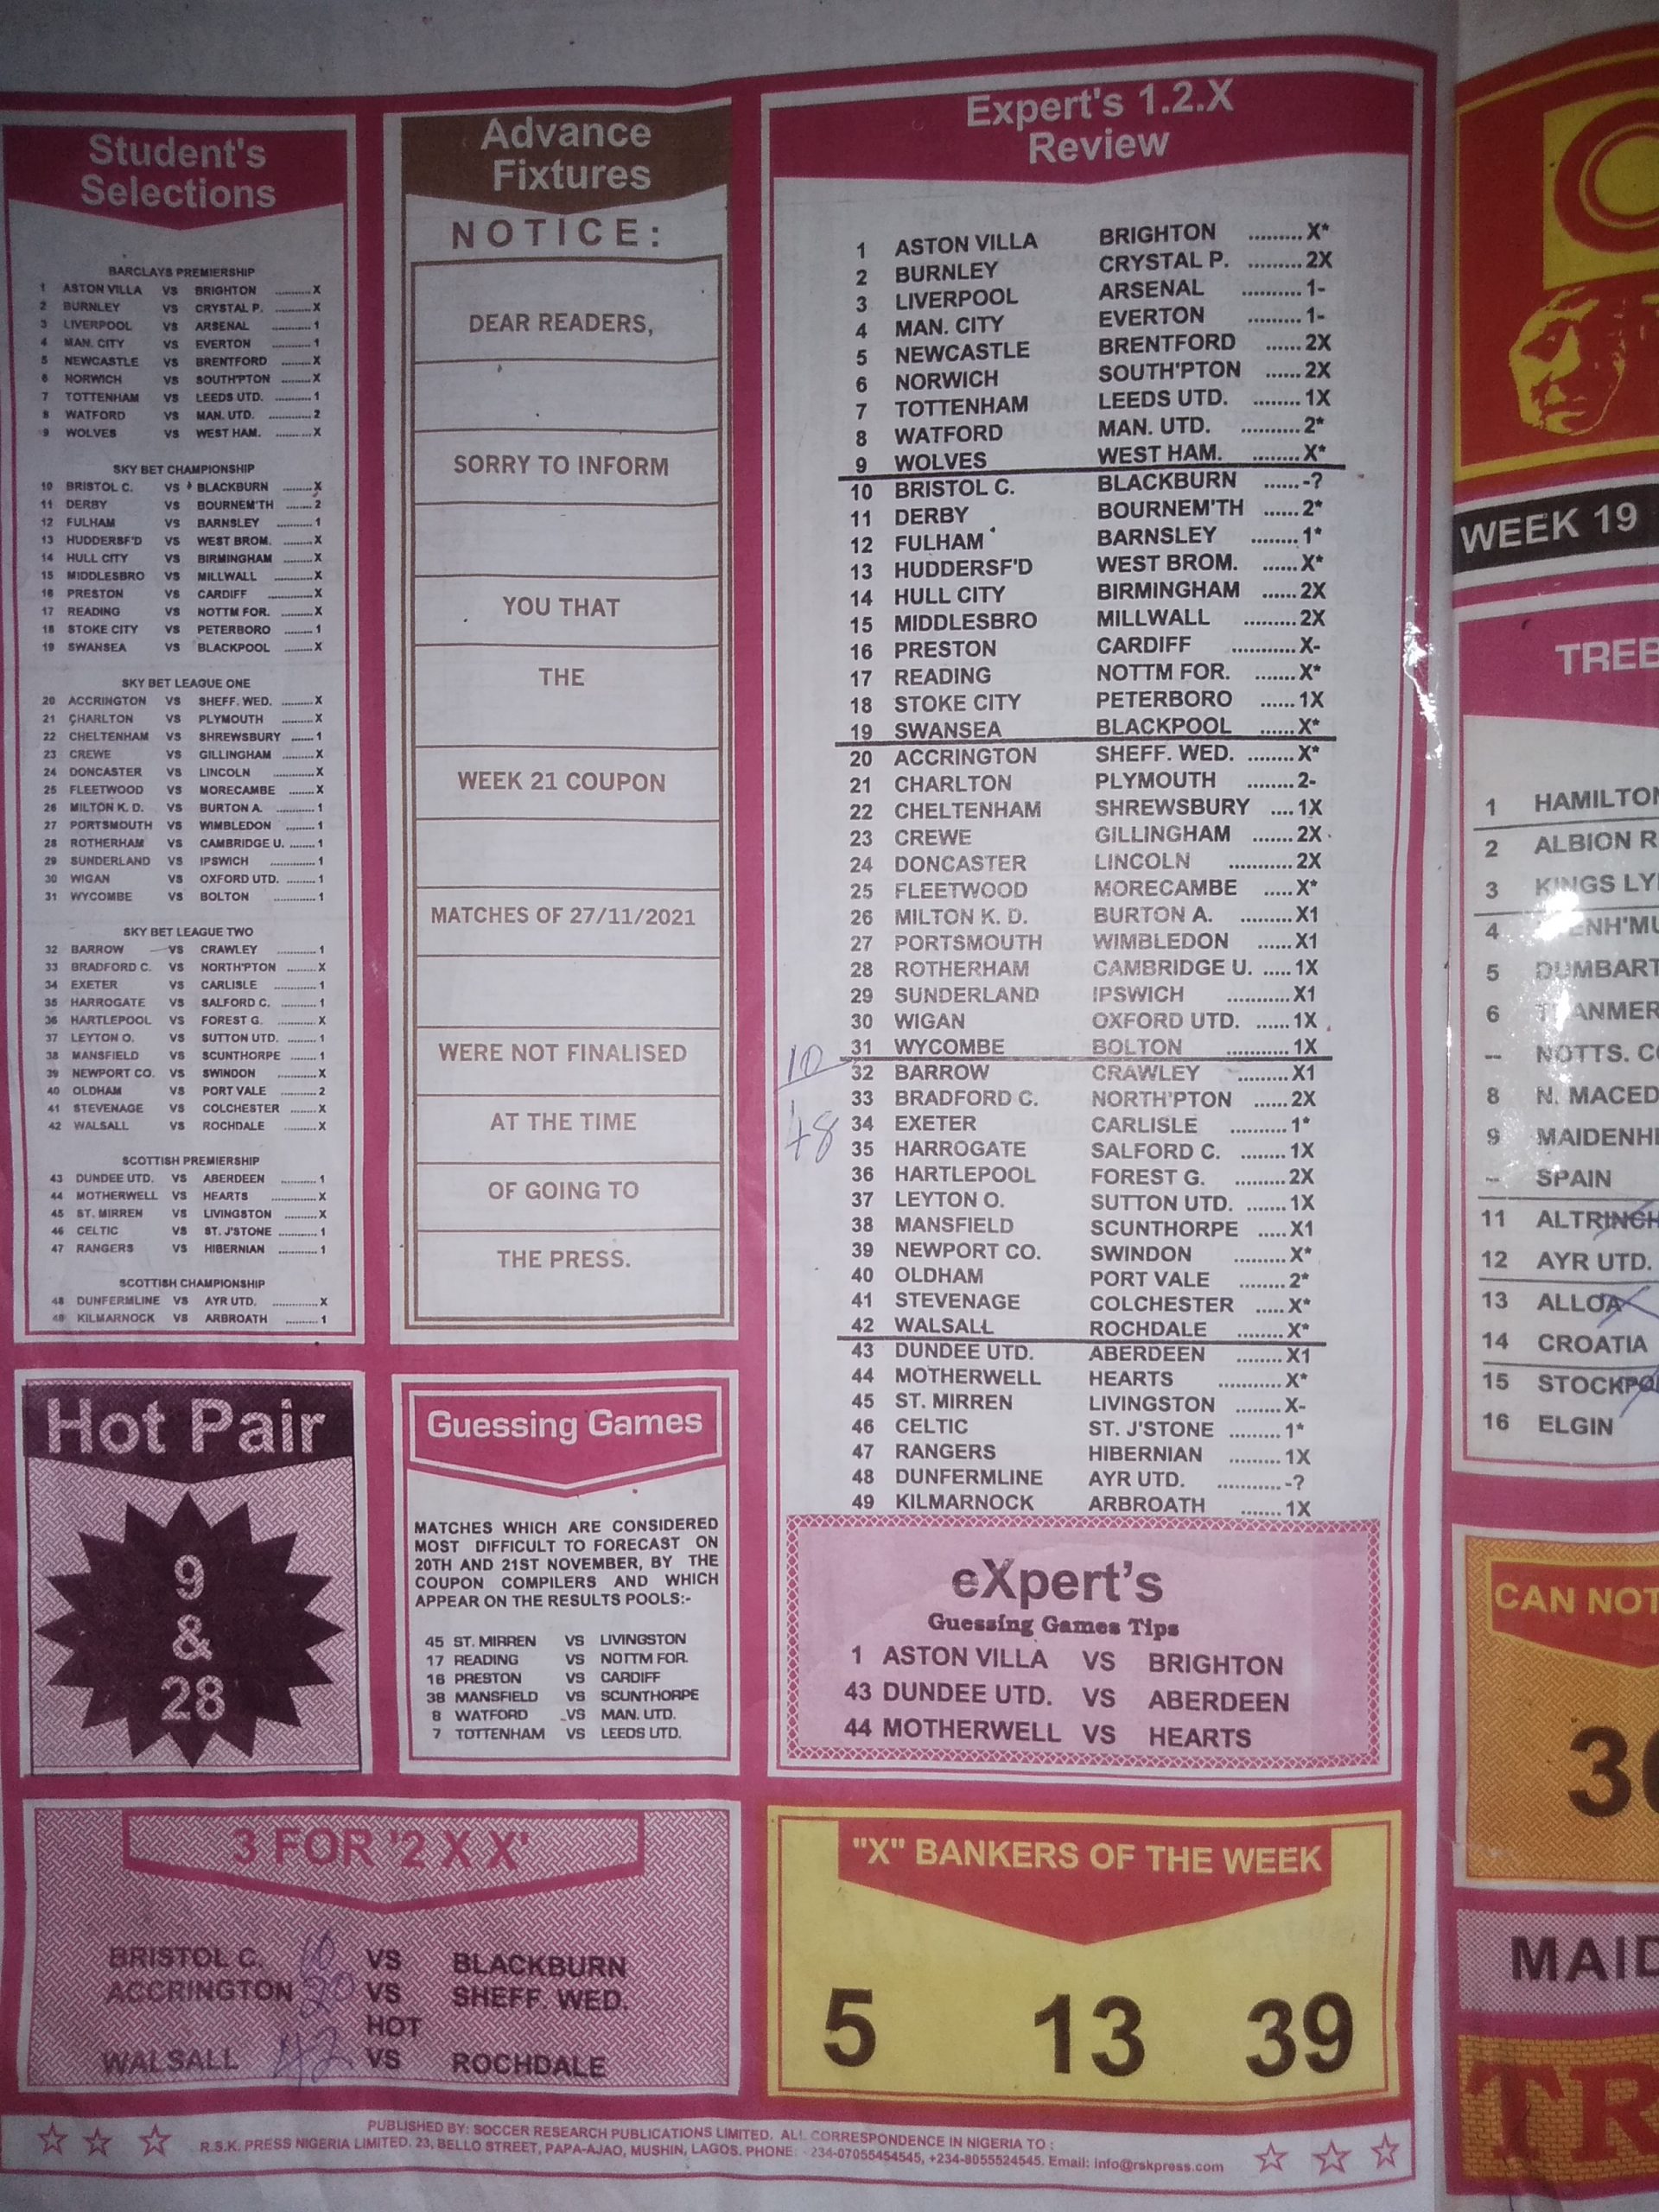 Student's
Selections
BARCLAYS PREMIERSHIP
1 ASTON VILLA VS BRIGHTON ..........X
2 BURNLEY VS CRYSTAL P. ..........X
3 LIVERPOOL VS ARSENAL ...........1
4 MAN. CITY VS EVERTON ...........1
5 NEWCASTLE VS BRENTFORD ........X
6 NORWICH VS SOUTH'PTON ........X
7 TOTTENHAM VS LEEDS UTD. ........1
8 WATFORD VS MAN. UTD. ............2
9 WOLVES VS WEST HAM. ..........X
SKY BET CHAMPIONSHIP
10 BRISTOL C. VS BLACKBURN ........X
11 DERBY VS BOURNEM'TH .......2
12 FULHAM VS BARNSLEY ..........1
13 HUDDERSF'D VS WEST BROM. ........X
14 HULL CITY VS BIRMINGHAM ........X
15 MIDDLESBRO VS MILLWALL ..........X
16 PRESTON VS CARDIFF ............X
17 READING VS NOTTM FOR. ........X
18 STOKE CITY VS PETERBORO ........1
19 SWANSEA VS BLACKPOOL ........X
SKY BET LEAGUE ONE
20 ACCRINGTON VS SHEFF. WED. .........X
21 CHARLTON VS PLYMOUTH ..........X
22 CHELTENHAM VS SHREWSBURY ......1
23 CREWE VS GILLINGHAM ........X
24 DONCASTER VS LINCOLN ...........X
25 FLEETWOOD VS MORECAMBE ........X
26 MILTON K. D. VS BURTON A. ..........1
27 PORTSMOUTH VS WIMBLEDON ........1
28 ROTHERHAM VS CAMBRIDGE U. .......1
29 SUNDERLAND VS IPSWICH ............1
30 WIGAN VS OXFORD UTD. ........1
31 WYCOMBE VS BOLTON ...........1
SKY BET LEAGUE TWO
32 BARROW VS CRAWLEY ...........1
33 BRADFORD C. VS NORTH'PTON ........X
34 EXETER VS CARLISLE ...........1
35 HARROGATE VS SALFORD C. .........1
36 HARTLEPOOL VS FOREST G. ..........X
37 LEYTON O. VS SUTTON UTD. ........1
38 MANSFIELD VS SCUNTHORPE .......1
39 NEWPORT CO. VS SWINDON ..........X
40 OLDHAM VS PORT VALE ..........2
41 STEVENAGE VS COLCHESTER .......X
42 WALSALL VS ROCHDALE ..........X
SCOTTISH PREMIERSHIP
43 DUNDEE UTD. VS ABERDEEN ..........1
44 MOTHERWELL VS HEARTS ............X
45 ST. MIRREN VS LIVINGSTON .........X
46 CELTIC VS ST. J'STONE ..........1
47 RANGERS VS HIBERNIAN ..........1
SCOTTISH CHAMPIONSHIP
48 DUNFERMLINE VS AYR UTD. ............X
49 KILMARNOCK VS ARBROATH ..........1
Advance
Fixtures
NOTICE:
DEAR READERS,
SORRY TO INFORM
YOU THAT
THE
WEEK 21 COUPON
MATCHES OF 27/11/2021
WERE NOT FINALISED
AT THE TIME
OF GOING TO
THE PRESS.
Expert's 1.2.X
Review
1 ASTON VILLA BRIGHTON .........X*
2 BURNLEY CRYSTAL P. .........2X
3 LIVERPOOL ARSENAL ..........1-
4 MAN. CITY EVERTON .........1-
5 NEWCASTLE BRENTFORD ......2X
6 NORWICH SOUTH'PTON ......2X
7 TOTTENHAM LEEDS UTD. ........1X
8 WATFORD MAN. UTD. ..........2*
9 WOLVES WEST HAM. ........X*
10 BRISTOL C. BLACKBURN ......-?
11 DERBY BOURNEM'TH ......2*
12 FULHAM BARNSLEY ........1*
13 HUDDERSF'D WEST BROM. ......X*
14 HULL CITY BIRMINGHAM ......2X
15 MIDDLESBRO MILLWALL .........2X
16 PRESTON CARDIFF ...........X-
17 READING NOTTM FOR. .......X*
18 STOKE CITY PETERBORO ......1X
19 SWANSEA BLACKPOOL ......X*
20 ACCRINGTON SHEFF. WED. ........X*
21 CHARLTON PLYMOUTH ........2-
22 CHELTENHAM SHREWSBURY ....1X
23 CREWE GILLINGHAM .......2X
24 DONCASTER LINCOLN ...........2X
25 FLEETWOOD MORECAMBE .....X*
26 MILTON K. D. BURTON A. .........X1
27 PORTSMOUTH WIMBLEDON ......X1
28 ROTHERHAM CAMBRIDGE U. .....1X
29 SUNDERLAND IPSWICH ...........X1
30 WIGAN OXFORD UTD. ......1X
31 WYCOMBE BOLTON ...........1X
10
32 BARROW CRAWLEY .........X1
33 BRADFORD C. NORTH'PTON ......2X
48
34 EXETER CARLISLE ..........1*
35 HARROGATE SALFORD C. ........1X
36 HARTLEPOOL FOREST G. .........2X
37 LEYTON O. SUTTON UTD. .......1X
38 MANSFIELD SCUNTHORPE .....X1
39 NEWPORT CO. SWINDON .........X*
40 OLDHAM PORT VALE ........2*
41 STEVENAGE COLCHESTER .....X*
42 WALSALL ROCHDALE ........X*
43 DUNDEE UTD. ABERDEEN ........X1
44 MOTHERWELL HEARTS ...........X*
45 ST. MIRREN LIVINGSTON ........X-
46 CELTIC ST. J'STONE .........1*
47 RANGERS HIBERNIAN .........1X
48 DUNFERMLINE AYR UTD. ...........-?
49 KILMARNOCK ARBROATH .......1X
Hot Pair
9
&
28
Guessing Games
MATCHES WHICH ARE CONSIDERED
MOST DIFFICULT TO FORECAST ON
20TH AND 21ST NOVEMBER, BY THE
COUPON COMPILERS AND WHICH
APPEAR ON THE RESULTS POOLS:-
45 ST. MIRREN VS LIVINGSTON
17 READING VS NOTTM FOR.
16 PRESTON VS CARDIFF
38 MANSFIELD VS SCUNTHORPE
8 WATFORD VS MAN. UTD.
7 TOTTENHAM VS LEEDS UTD.
eXpert's
Guessing Games Tips
1 ASTON VILLA VS BRIGHTON
43 DUNDEE UTD. VS ABERDEEN
44 MOTHERWELL VS HEARTS
3 FOR '2 X X'
BRISTOL C. 10 VS BLACKBURN
ACCRINGTON 20 VS SHEFF. WED.
HOT
WALSALL 42 VS ROCHDALE
"X" BANKERS OF THE WEEK
5 13 39
PUBLISHED BY: SOCCER RESEARCH PUBLICATIONS LIMITED. ALL CORRESPONDENCE IN NIGERIA TO :
R.S.K. PRESS NIGERIA LIMITED. 23, BELLO STREET, PAPA-AJAO, MUSHIN, LAGOS. PHONE: -234-07055454545, +234-8055524545. Email: info@rskpress.com
WEEK 19
TREB
1 HAMILTON
2 ALBION R
3 KINGS LY
4 ENH'MU
5 DUMBART
6 TRANMER
-- NOTTS. C
8 N. MACED
9 MAIDENH
-- SPAIN
11 ALTRINCH
12 AYR UTD.
13 ALLOA
14 CROATIA
15 STOCKPO
16 ELGIN
CAN NOT
30
MAID
TR